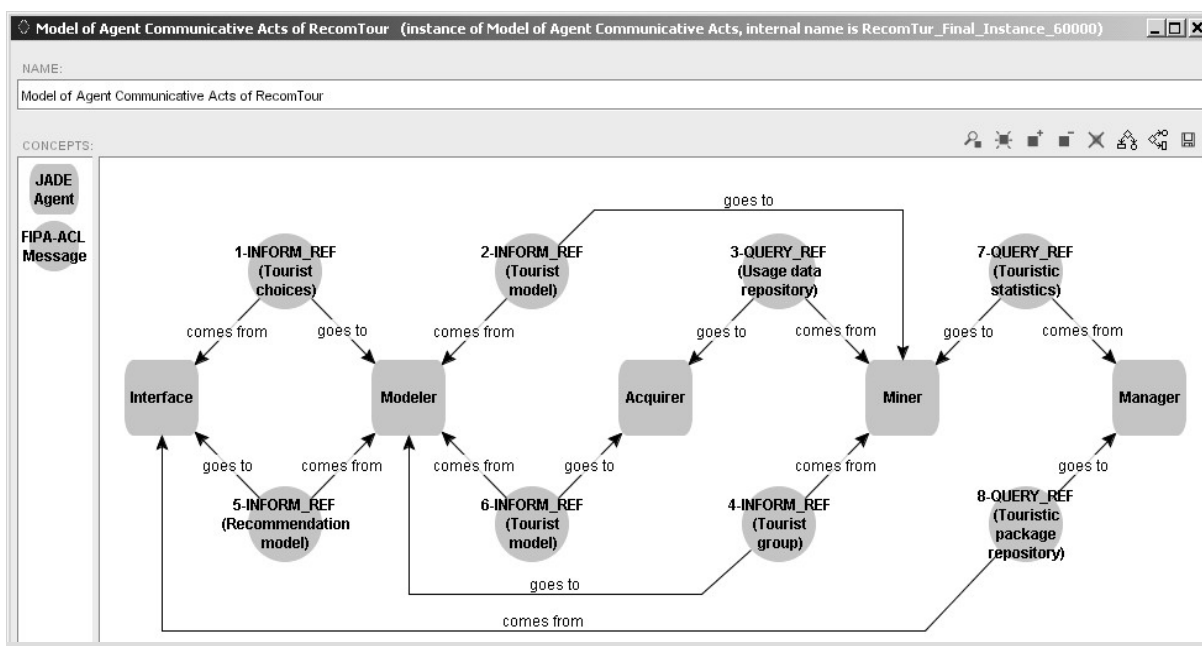 Model of Agent Communicative Acts of RecomTour (instance of Model of Agent Communicative Acts, internal name is RecomTur_Final_Instance_60000)
NAME:
Model of Agent Communicative Acts of RecomTour
CONCEPTS:
JADE
Agent
FIPA-ACL
Message
goes to
1-INFORM_REF
(Tourist
choices)
2-INFORM_REF
(Tourist
model)
3-QUERY_REF
(Usage data
repository)
7-QUERY_REF
(Touristic
statistics)
comes from
goes to
comes from
goes to
comes from
goes to
comes from
Interface
Modeler
Acquirer
Miner
Manager
goes to
comes from
comes from
goes to
comes from
goes to
5-INFORM_REF
(Recommendation
model)
6-INFORM_REF
(Tourist
model)
4-INFORM_REF
(Tourist
group)
8-QUERY_REF
(Touristic
package
repository)
goes to
comes from